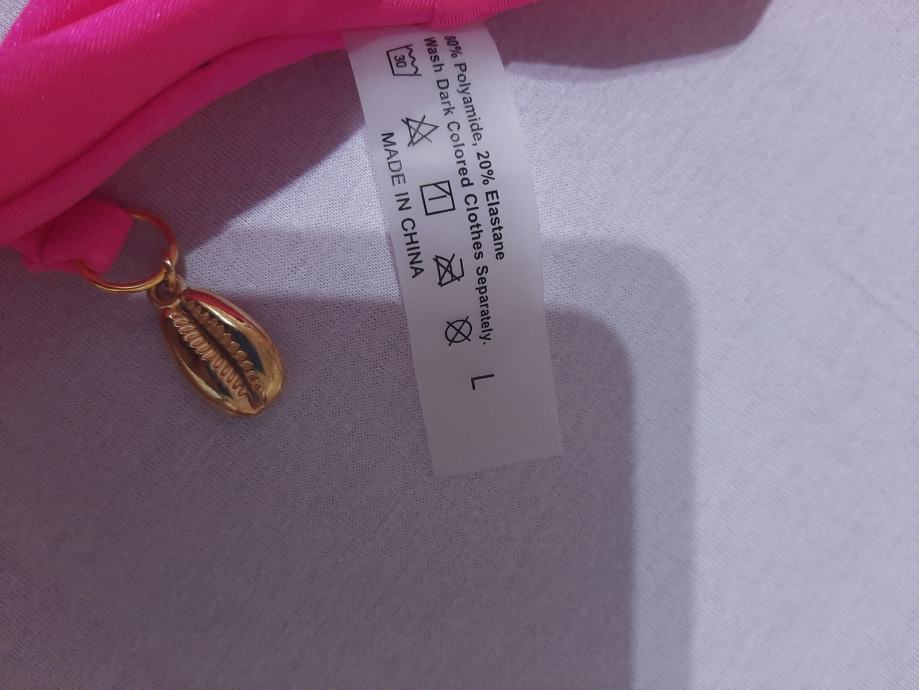 80% Polyamide, 20% Elastane
Wash Dark Colored Clothes Separately.
30
MADE IN CHINA
L